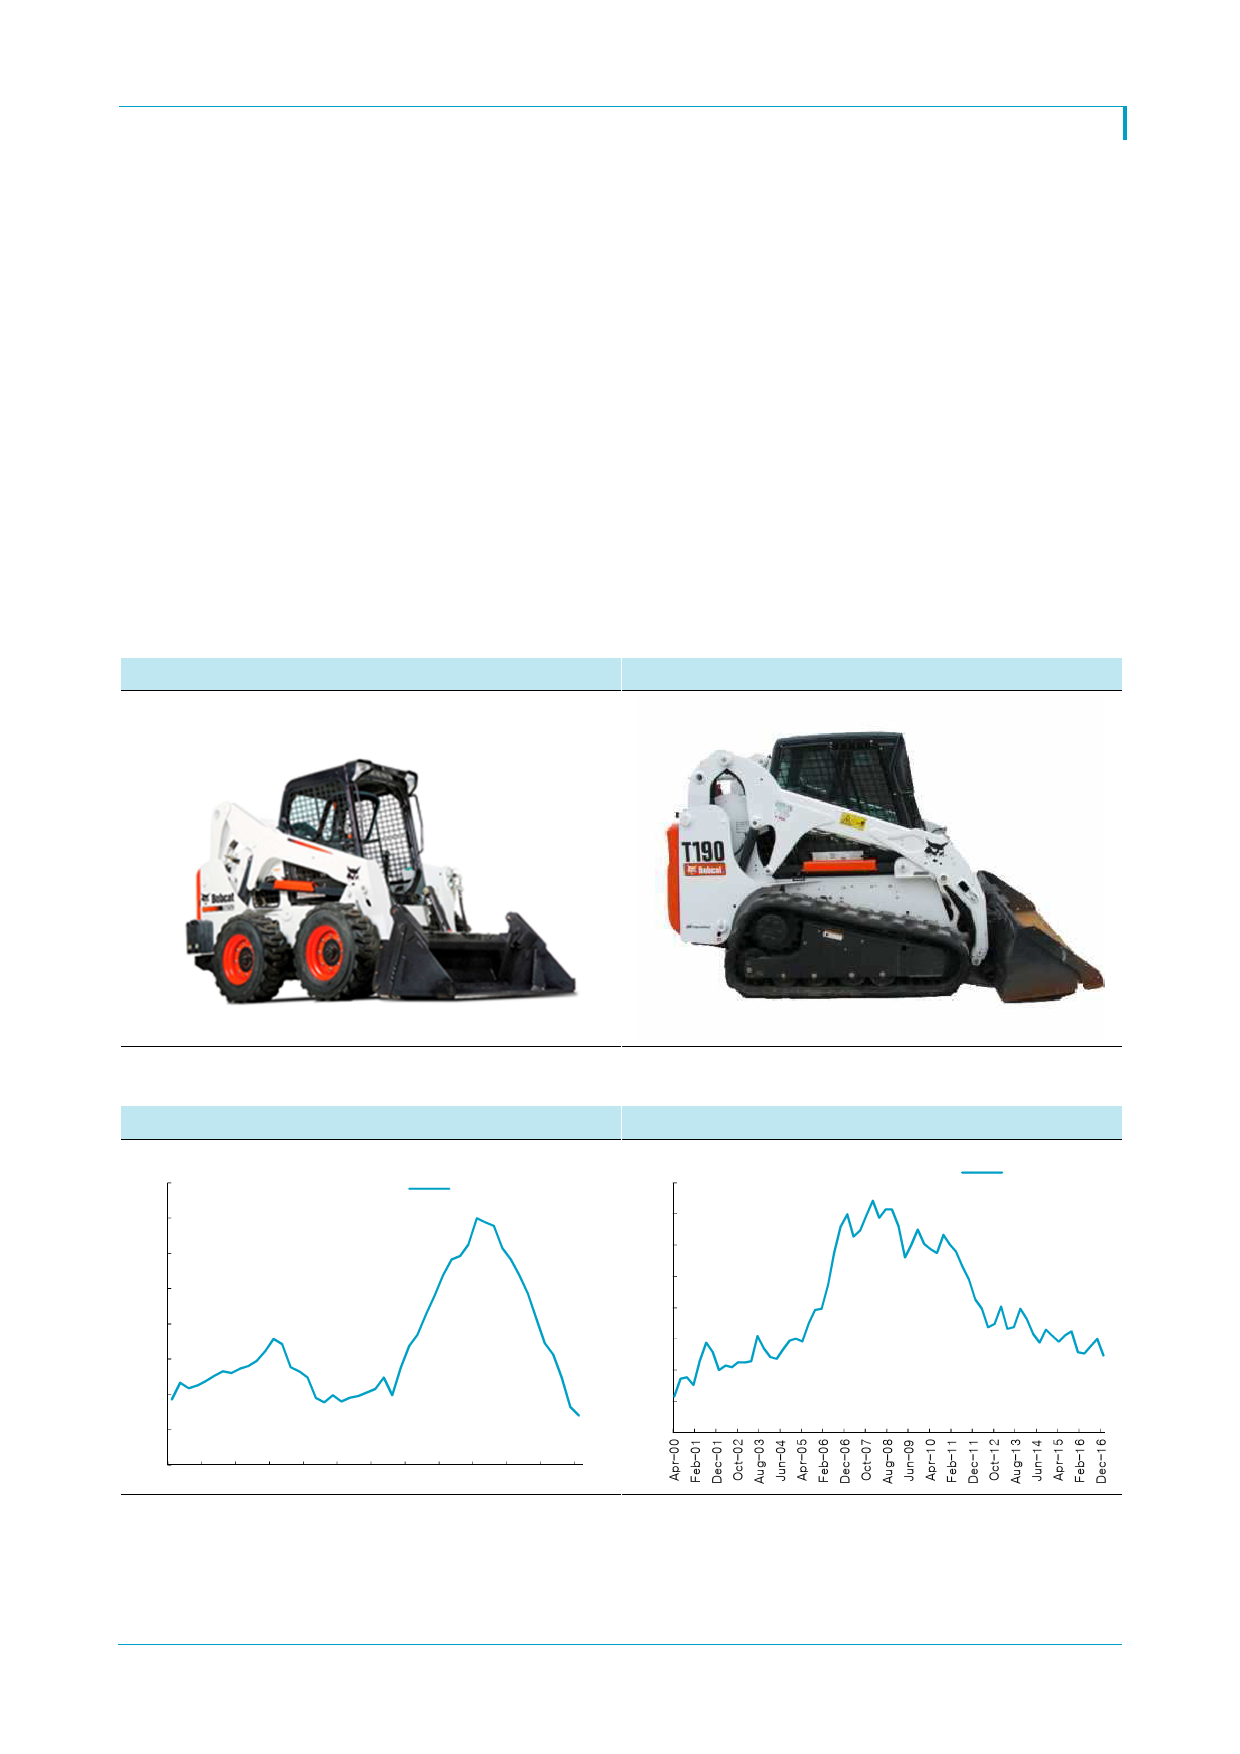 Bobcat
T190
Bobcat
Apr-00
Feb-01
Dec-01
Oct-02
Aug-03
Jun-04
Apr-05
Feb-06
Dec-06
Oct-07
Aug-08
Jun-09
Apr-10
Feb-11
Dec-11
Oct-12
Aug-13
Jun-14
Apr-15
Feb-16
Dec-16